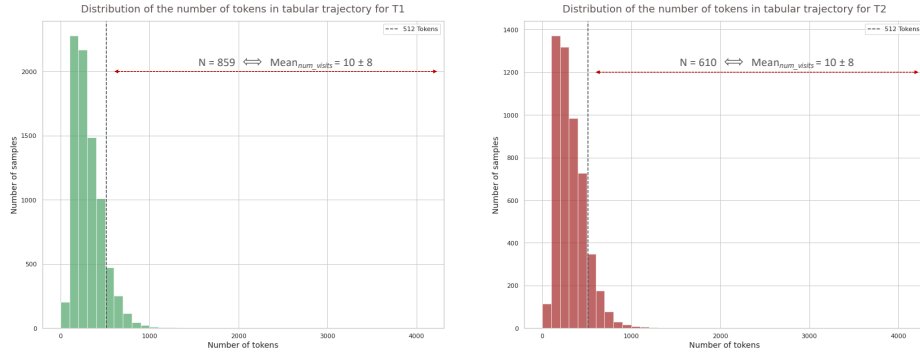 Distribution of the number of tokens in tabular trajectory for T1
512 Tokens
N = 859 ⟺ Mean_num_visits = 10 ± 8
Number of samples
2000
1500
1000
500
0
0 1000 2000 3000 4000
Number of tokens
Distribution of the number of tokens in tabular trajectory for T2
512 Tokens
N = 610 ⟺ Mean_num_visits = 10 ± 8
Number of samples
1400
1200
1000
800
600
400
200
0
0 1000 2000 3000 4000
Number of tokens